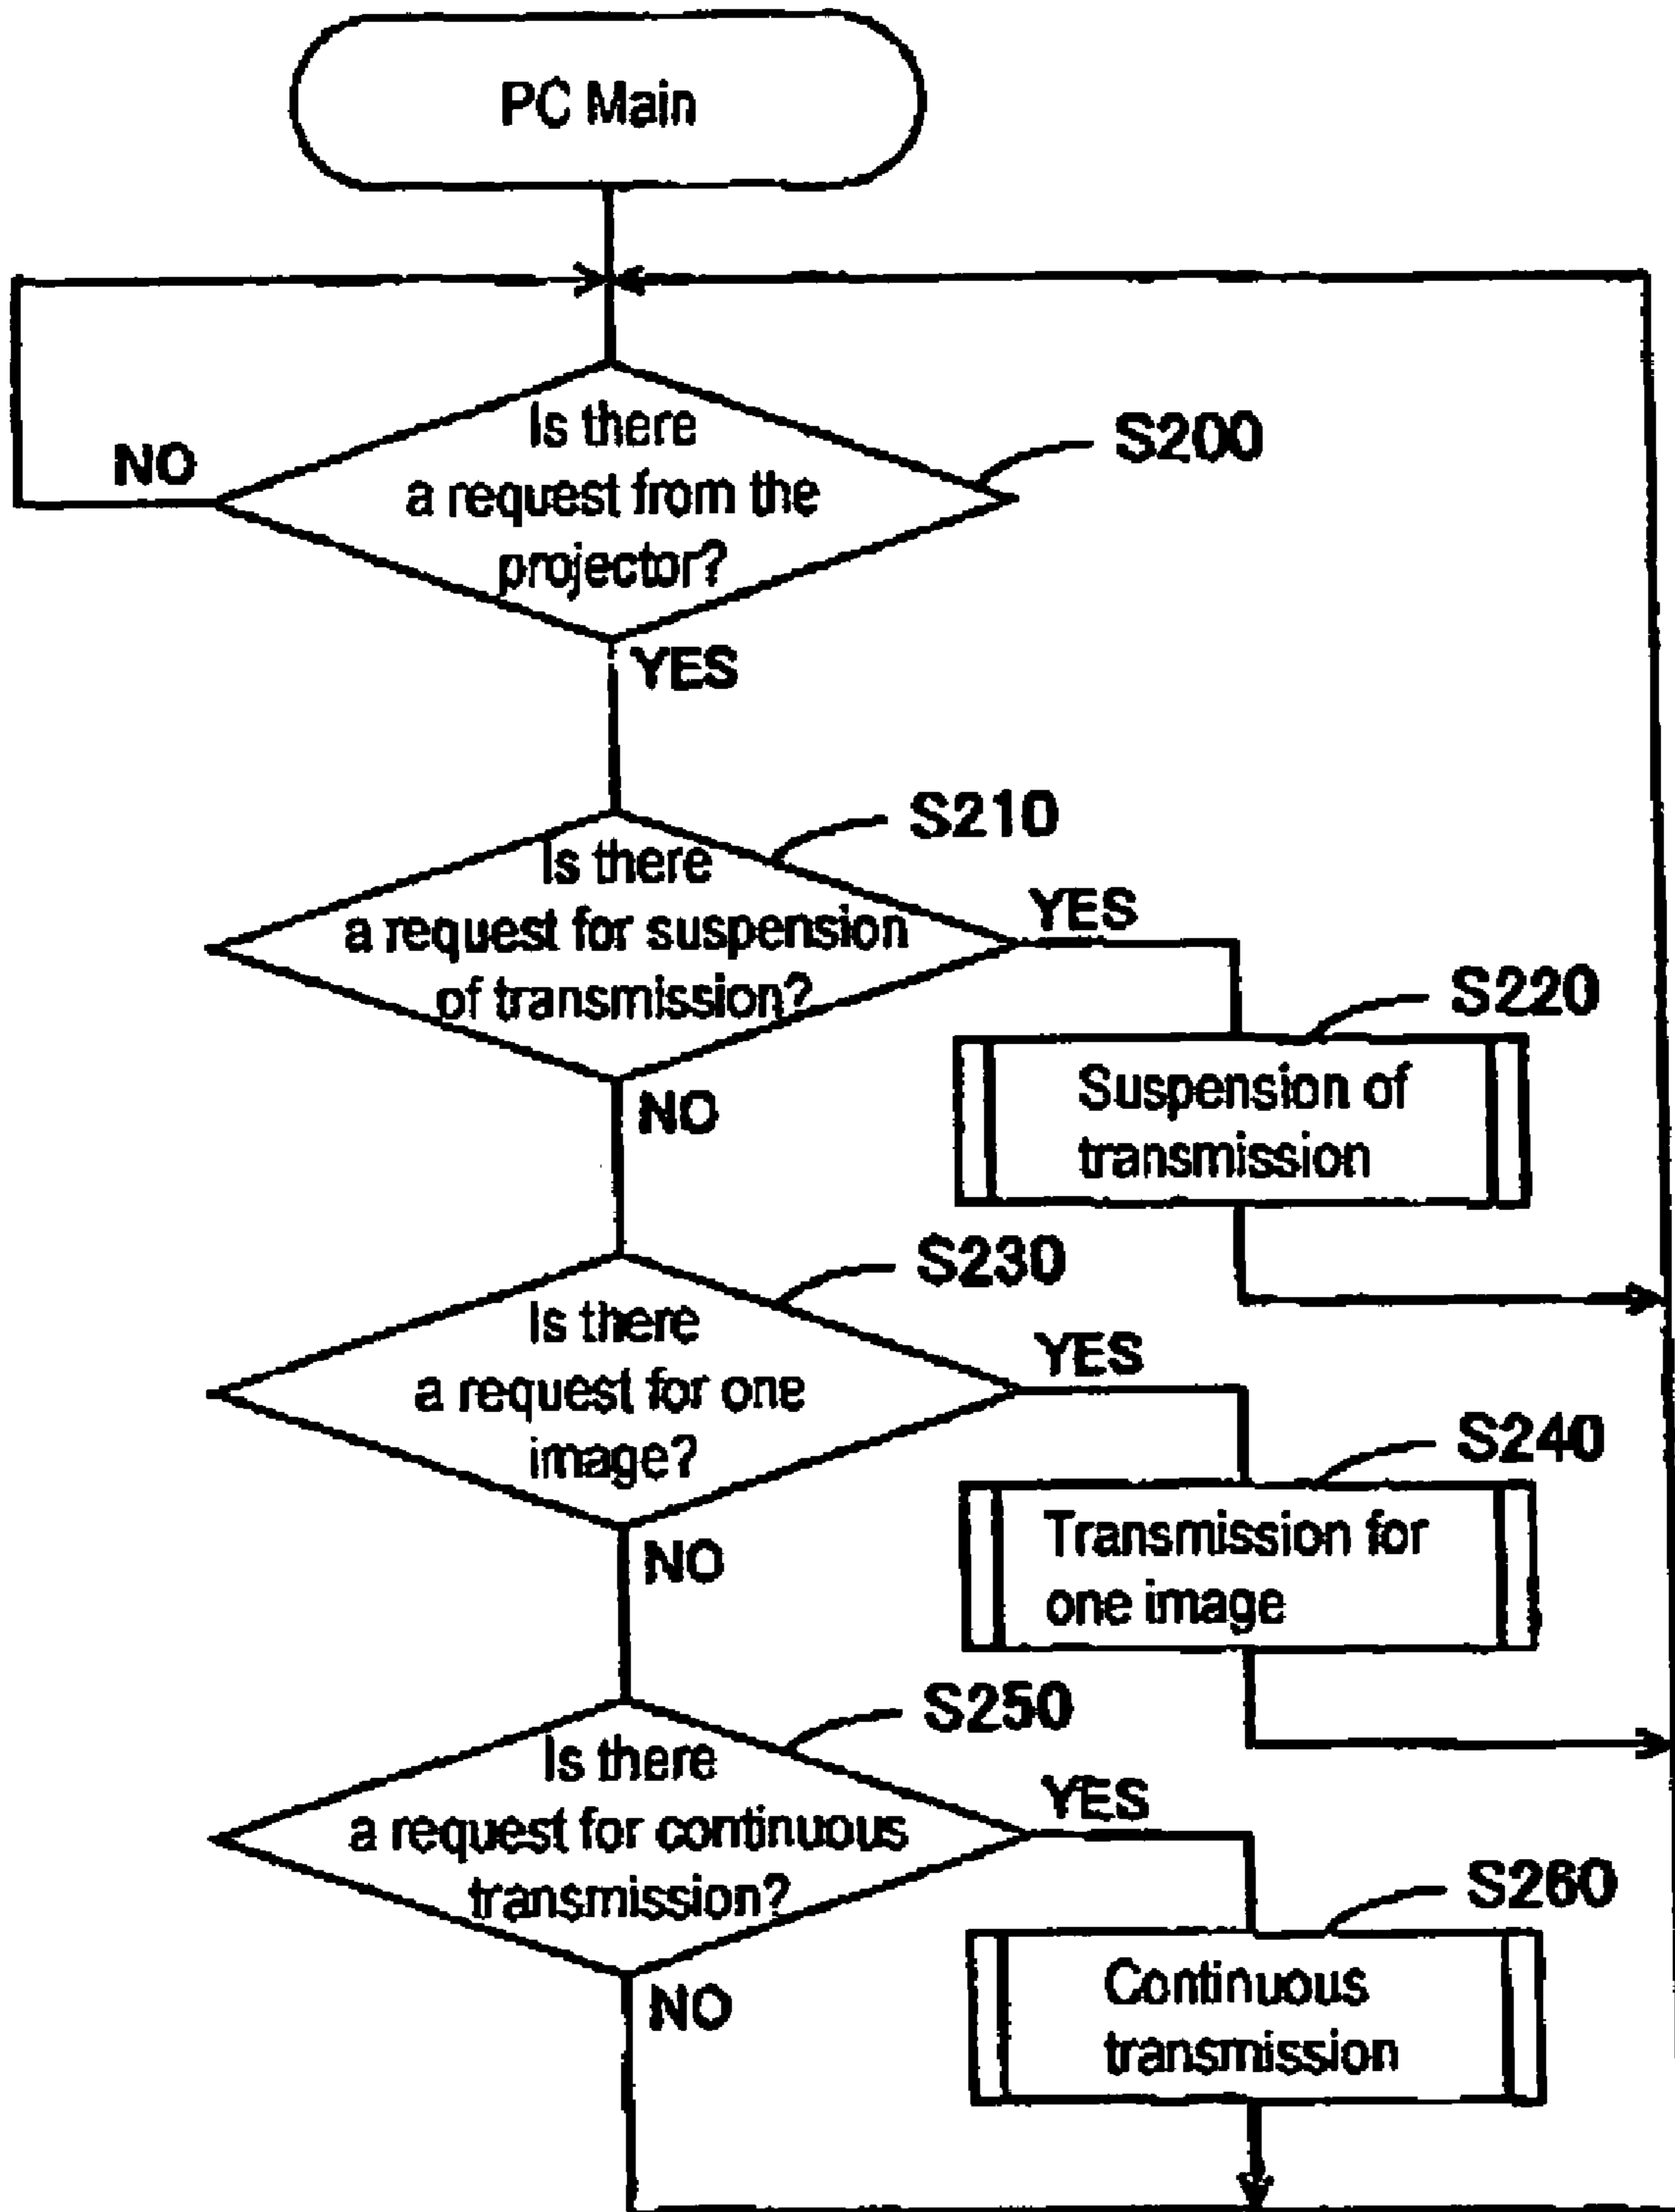 PC Main
Is there
a request from the
projector?
S200
NO
YES
S210
Is there
a request for suspension
of transmission?
YES
NO
S220
Suspension of
transmission
S230
Is there
a request for one
image?
YES
NO
S240
Transmission for
one image
S250
Is there
a request for continuous
transmission?
YES
NO
S260
Continuous
transmission